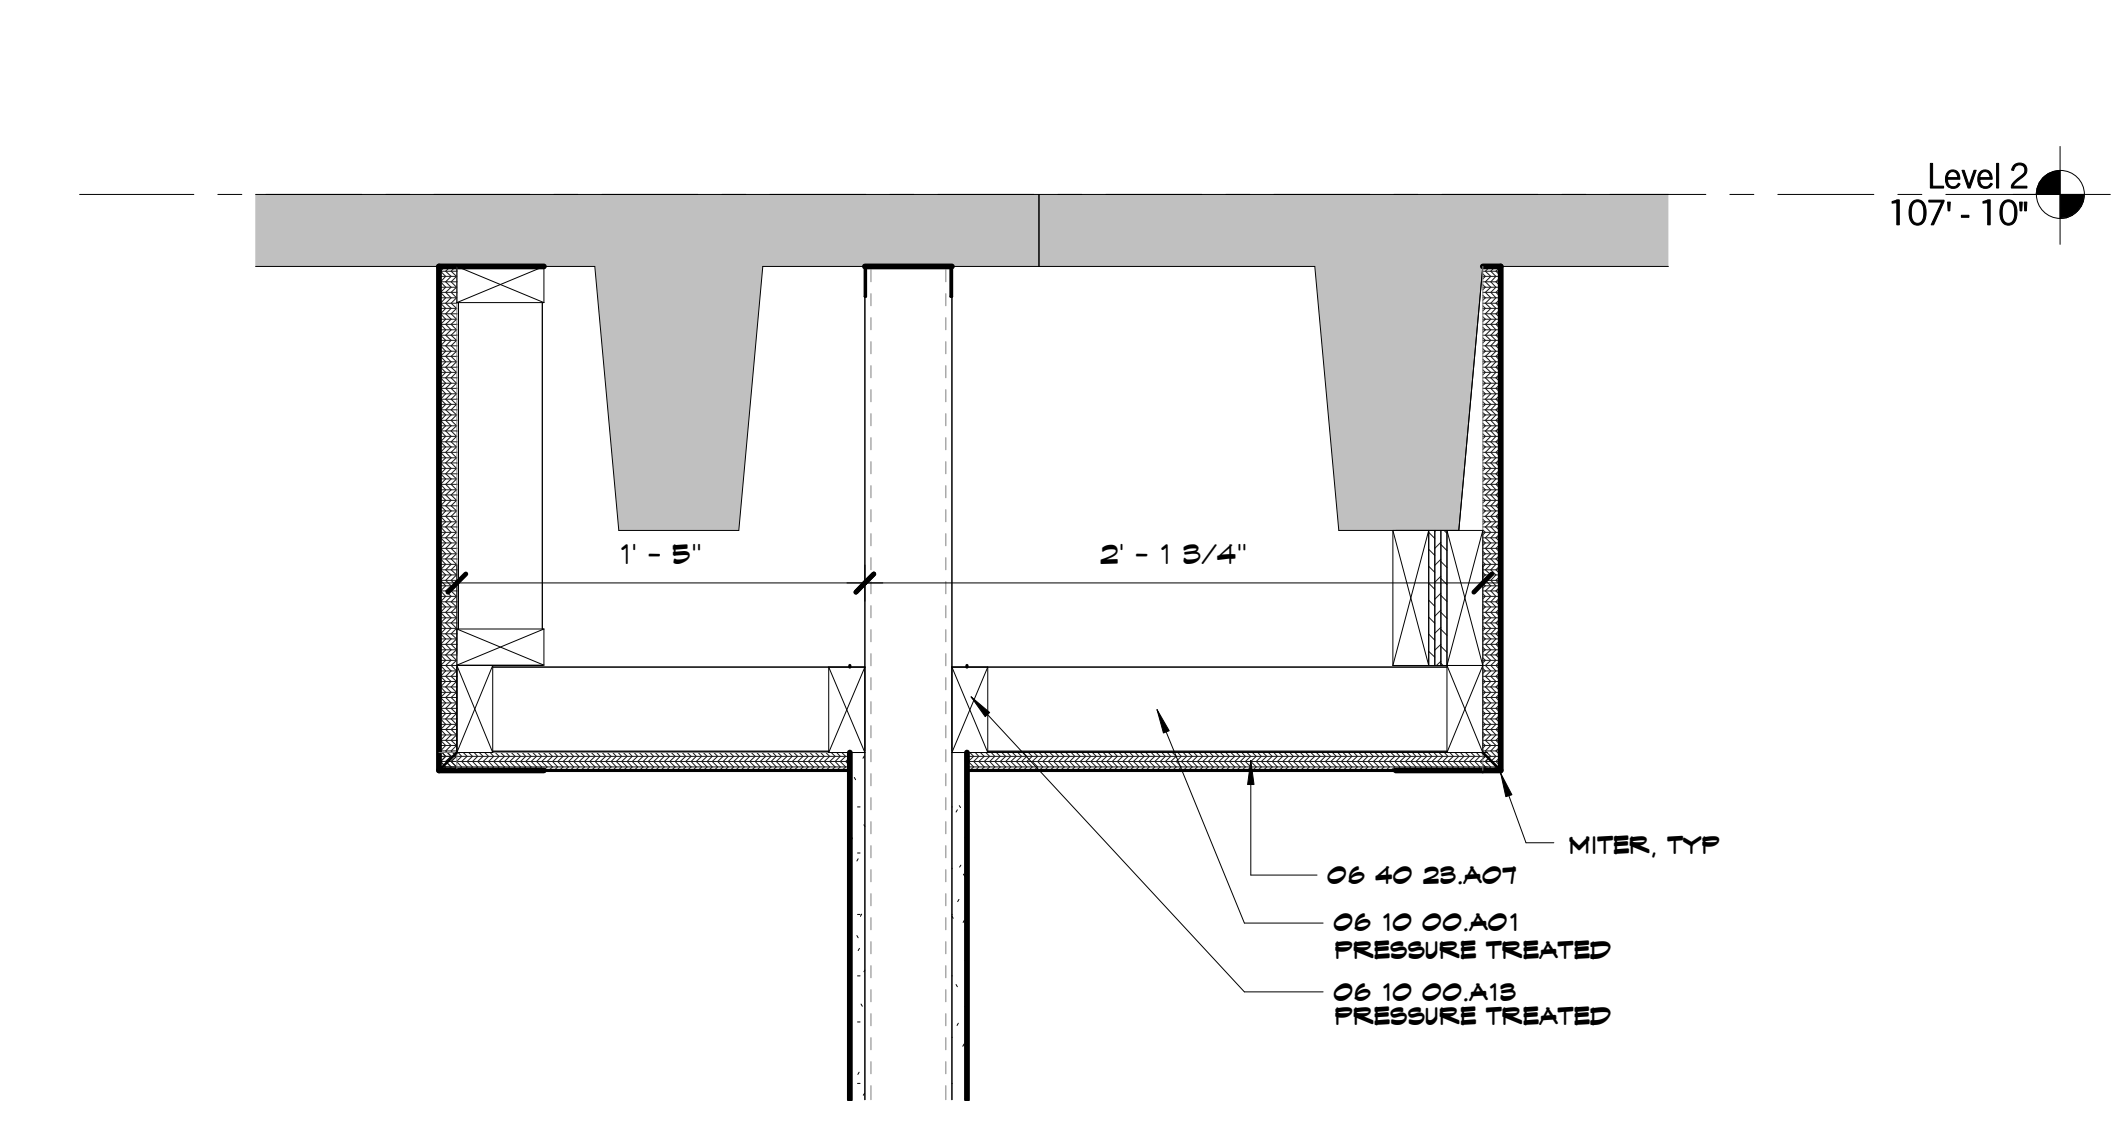 Level 2
107' - 10"
1' - 5"
2' - 1 3/4"
MITER, TYP
06 40 23.A07
06 10 00.A01
PRESSURE TREATED
06 10 00.A13
PRESSURE TREATED